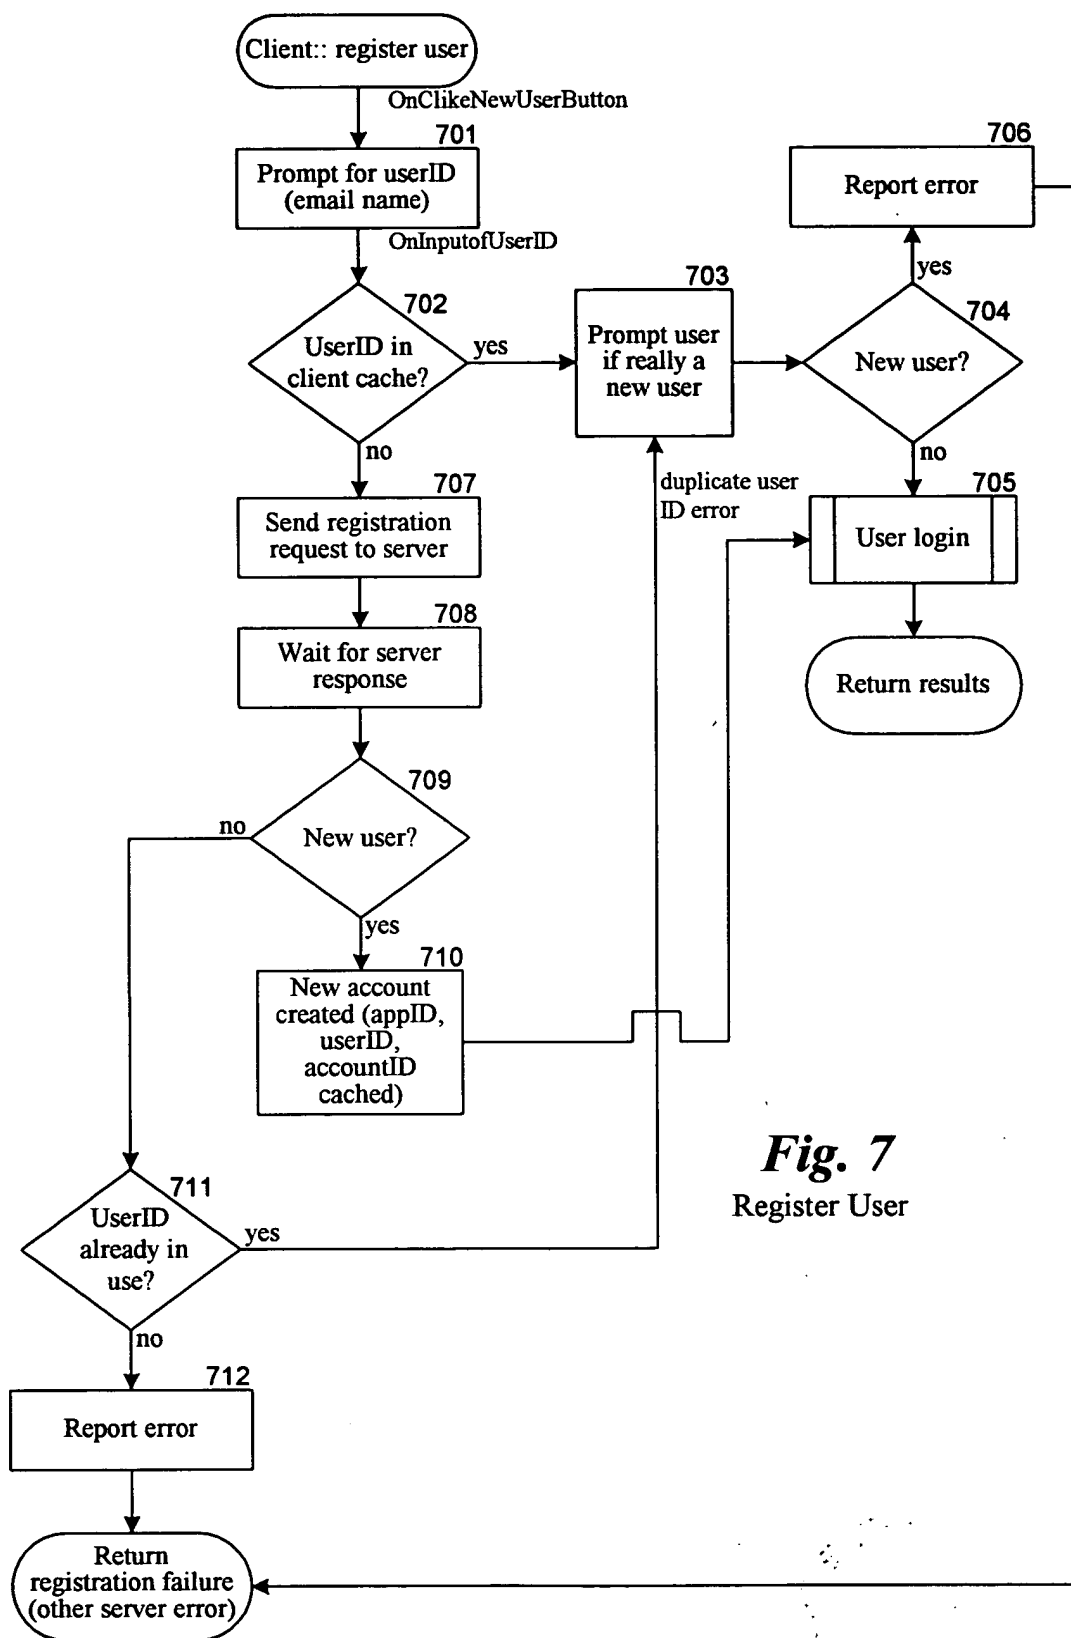 Client:: register user
OnClikeNewUserButton
701
Prompt for userID
(email name)
OnInputofUserID
702
UserID in
client cache?
yes
no
703
Prompt user
if really a
new user
704
New user?
yes
no
706
Report error
705
User login
Return results
duplicate user
ID error
707
Send registration
request to server
708
Wait for server
response
709
New user?
no
yes
710
New account
created (appID,
userID,
accountID
cached)
711
UserID
already in
use?
yes
no
712
Report error
Return
registration failure
(other server error)
Fig. 7
Register User